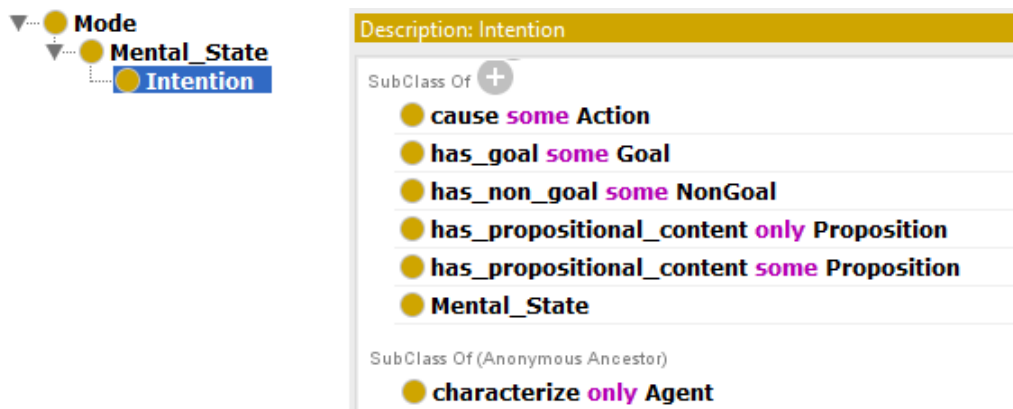 Mode
Mental_State
Intention
Description: Intention
SubClass Of
cause some Action
has_goal some Goal
has_non_goal some NonGoal
has_propositional_content only Proposition
has_propositional_content some Proposition
Mental_State
SubClass Of (Anonymous Ancestor)
characterize only Agent